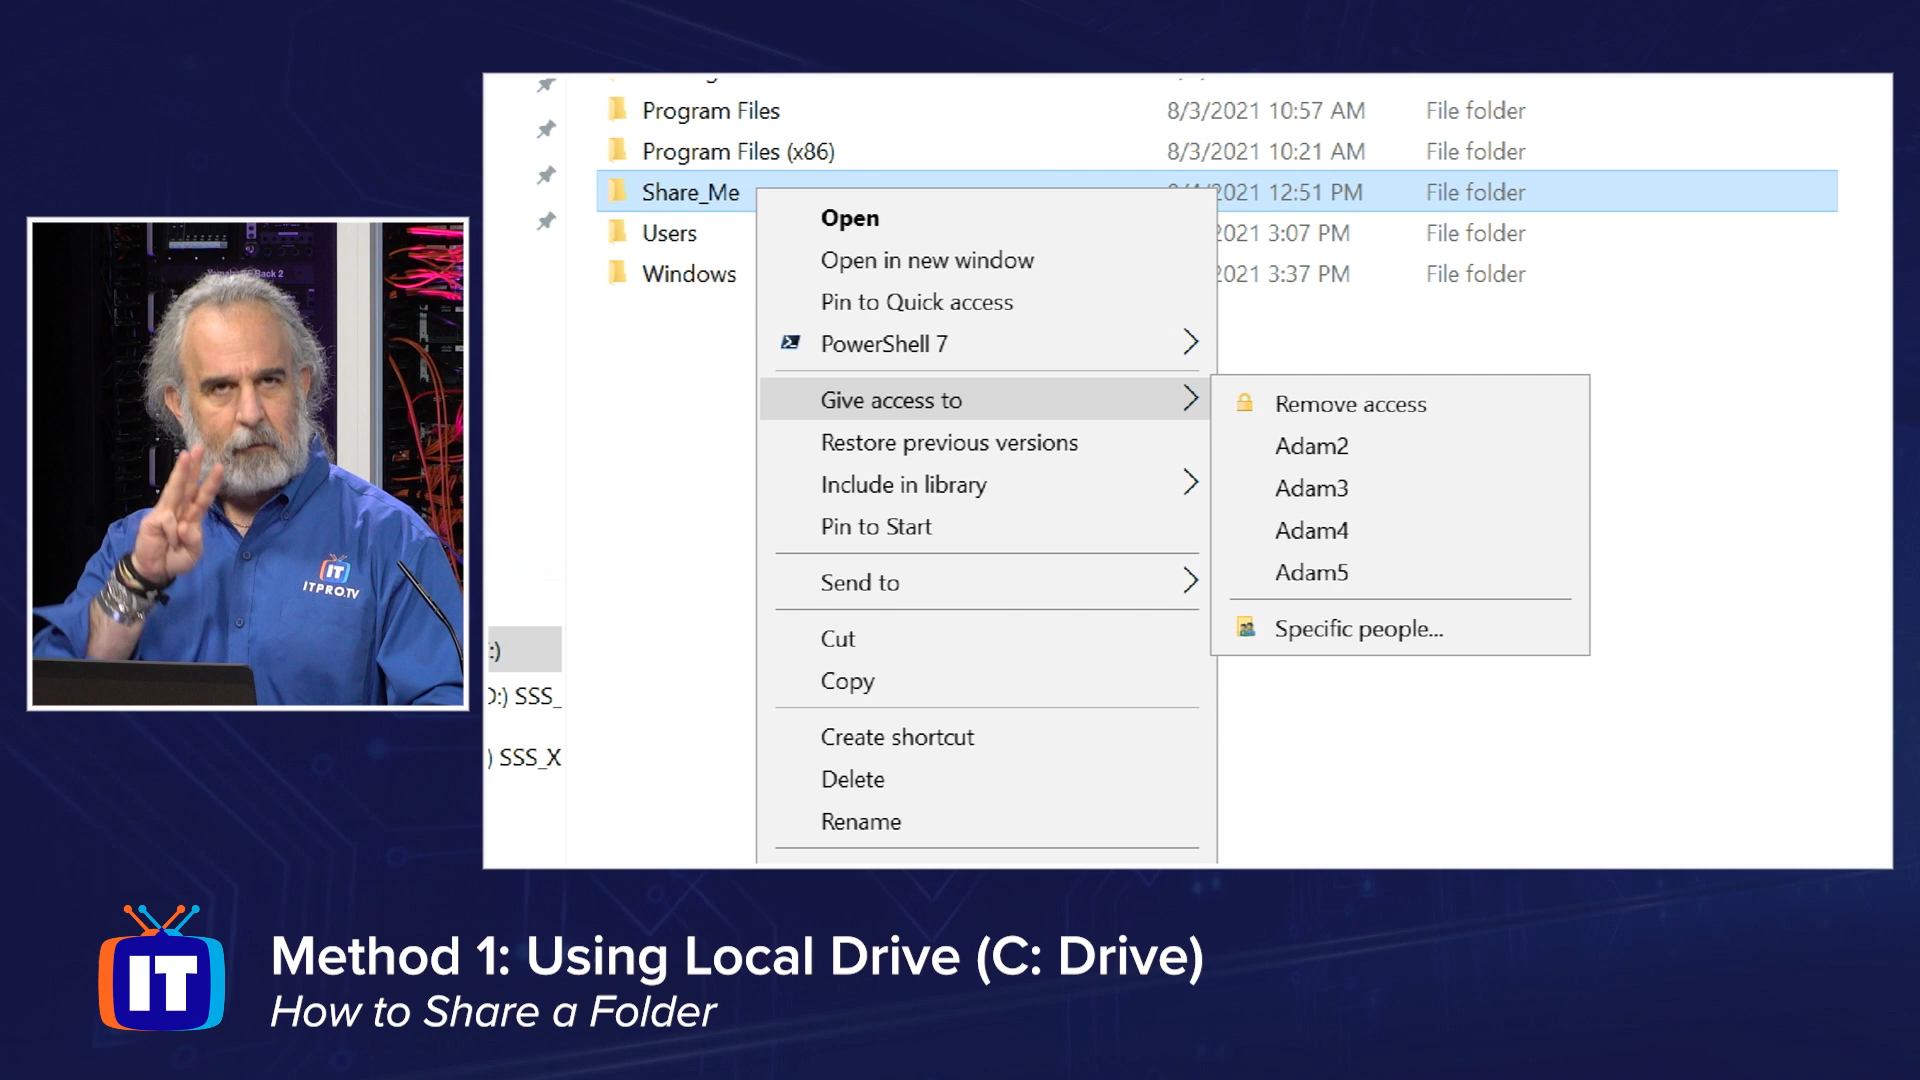 Program Files 8/3/2021 10:57 AM File folder
Program Files (x86) 8/3/2021 10:21 AM File folder
Share_Me 2021 12:51 PM File folder
Users 2021 3:07 PM File folder
Windows 2021 3:37 PM File folder
Open
Open in new window
Pin to Quick access
PowerShell 7
Give access to
Restore previous versions
Include in library
Pin to Start
Send to
Cut
Copy
Create shortcut
Delete
Rename
Remove access
Adam2
Adam3
Adam4
Adam5
Specific people...
:)
D:) SSS_
) SSS_X
Back 2
IT
ITPRO.TV
IT
Method 1: Using Local Drive (C: Drive)
How to Share a Folder